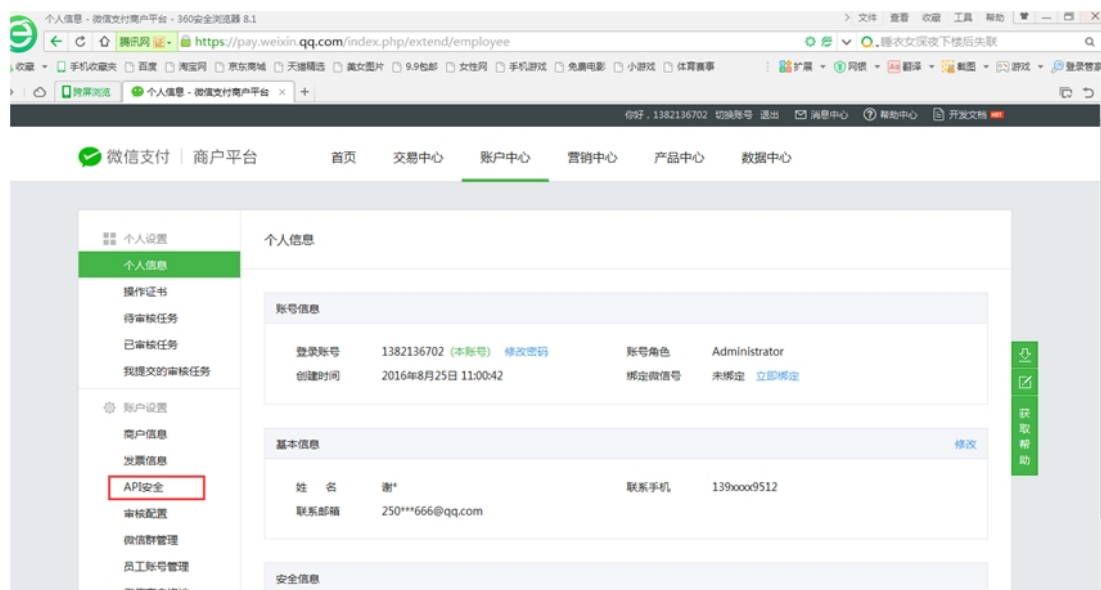 个人信息 - 微信支付商户平台 - 360安全浏览器 8.1
文件 查看 收藏 工具 帮助
腾讯网 证 https://pay.weixin.qq.com/index.php/extend/employee 睡衣女深夜下楼后失联
收藏 手机收藏夹 百度 淘宝网 京东商城 天猫精选 美女图片 9.9包邮 女性网 手机游戏 免费电影 小游戏 体育赛事 扩展 网银 翻译 截图 游戏 登录管家
跨屏浏览 个人信息 - 微信支付商户平台
你好，1382136702 切换账号 退出 消息中心 帮助中心 开发文档
微信支付 商户平台 首页 交易中心 账户中心 营销中心 产品中心 数据中心
个人设置
个人信息
操作证书
待审核任务
已审核任务
我提交的审核任务
账户设置
商户信息
发票信息
API安全
审核配置
微信群管理
员工账号管理
个人信息
账号信息
登录账号 1382136702 (本账号) 修改密码 账号角色 Administrator
创建时间 2016年8月25日 11:00:42 绑定微信号 未绑定 立即绑定
基本信息 修改
姓 名 谢* 联系手机 139xxxx9512
联系邮箱 250***666@qq.com
安全信息
获取帮助